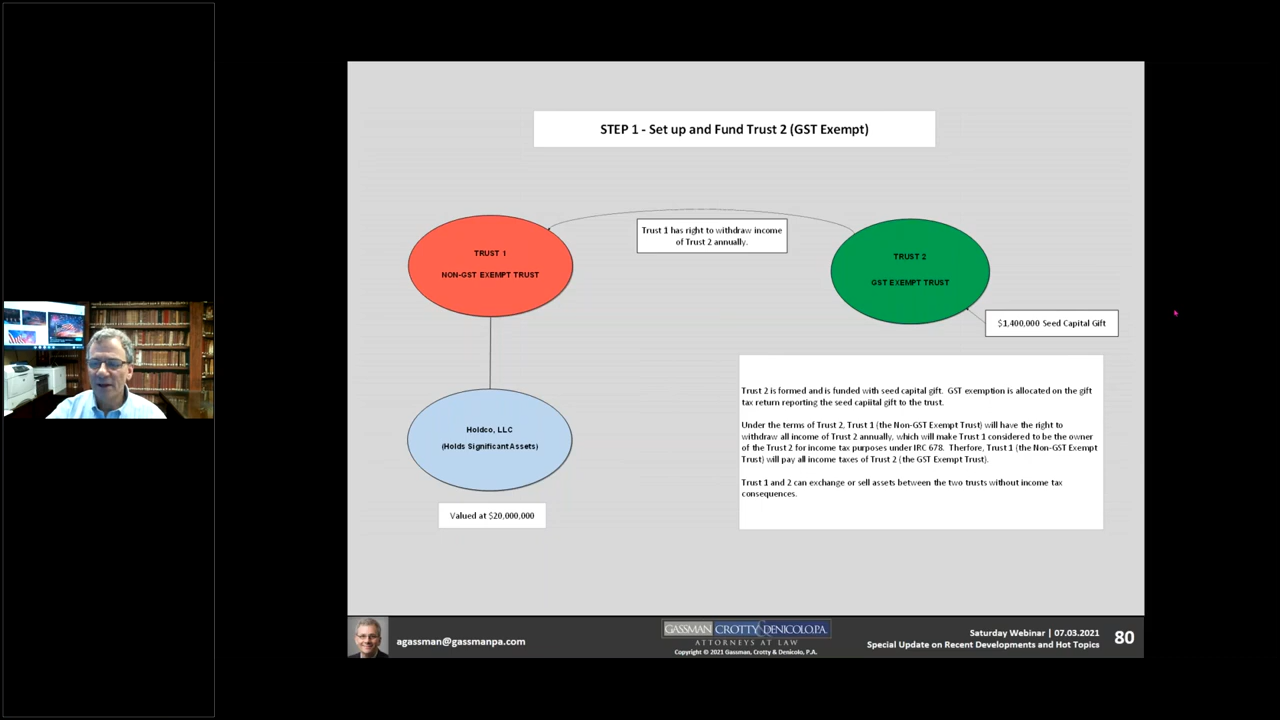 STEP 1 - Set up and Fund Trust 2 (GST Exempt)
Trust 1 has right to withdraw income
of Trust 2 annually.
TRUST 1
NON-GST EXEMPT TRUST
TRUST 2
GST EXEMPT TRUST
$1,400,000 Seed Capital Gift
Holdco, LLC
(Holds Significant Assets)
Valued at $20,000,000
Trust 2 is formed and is funded with seed capital gift. GST exemption is allocated on the gift
tax return reporting the seed capiital gift to the trust.
Under the terms of Trust 2, Trust 1 (the Non-GST Exempt Trust) will have the right to
withdraw all income of Trust 2 annually, which will make Trust 1 considered to be the owner
of the Trust 2 for income tax purposes under IRC 678. Therfore, Trust 1 (the Non-GST Exempt
Trust) will pay all income taxes of Trust 2 (the GST Exempt Trust).
Trust 1 and 2 can exchange or sell assets between the two trusts without income tax
consequences.
agassman@gassmanpa.com
GASSMAN CROTTY & DENICOLO, P.A.
ATTORNEYS AT LAW
Copyright © 2021 Gassman, Crotty & Denicolo, P.A.
Saturday Webinar | 07.03.2021
Special Update on Recent Developments and Hot Topics
80